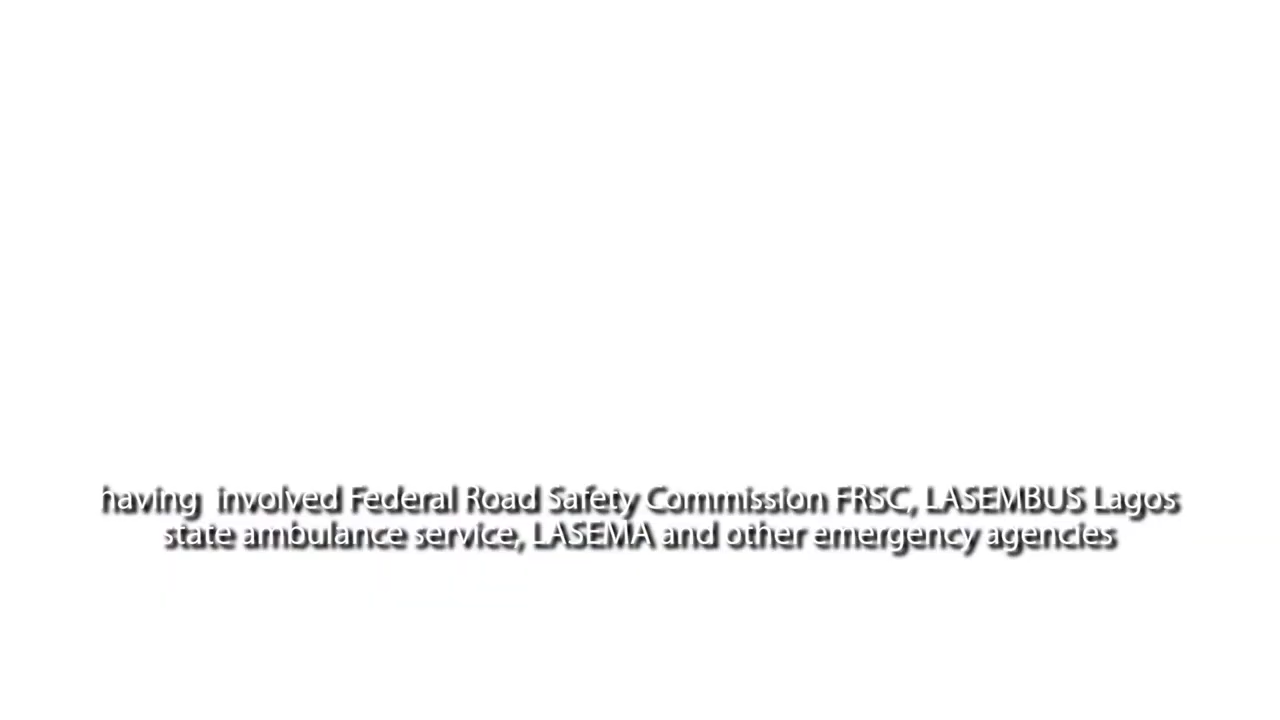 having  involved Federal Road Safety Commission FRSC, LASEMBUS Lagos
state ambulance service, LASEMA and other emergency agencies